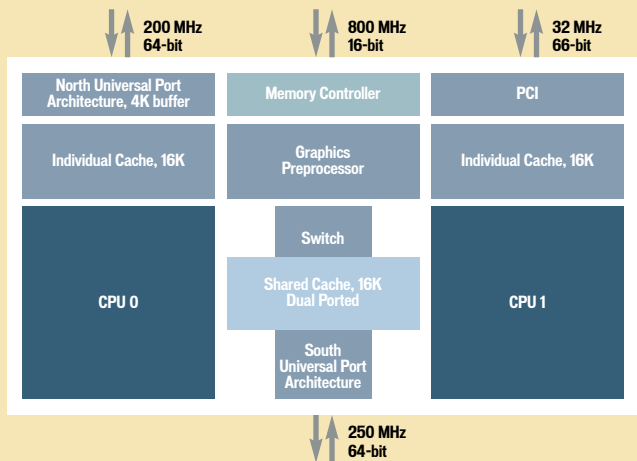 200 MHz
64-bit
800 MHz
16-bit
32 MHz
66-bit
North Universal Port
Architecture, 4K buffer
Memory Controller
PCI
Individual Cache, 16K
Graphics
Preprocessor
Individual Cache, 16K
Switch
CPU 0
Shared Cache, 16K
Dual Ported
CPU 1
South
Universal Port
Architecture
250 MHz
64-bit